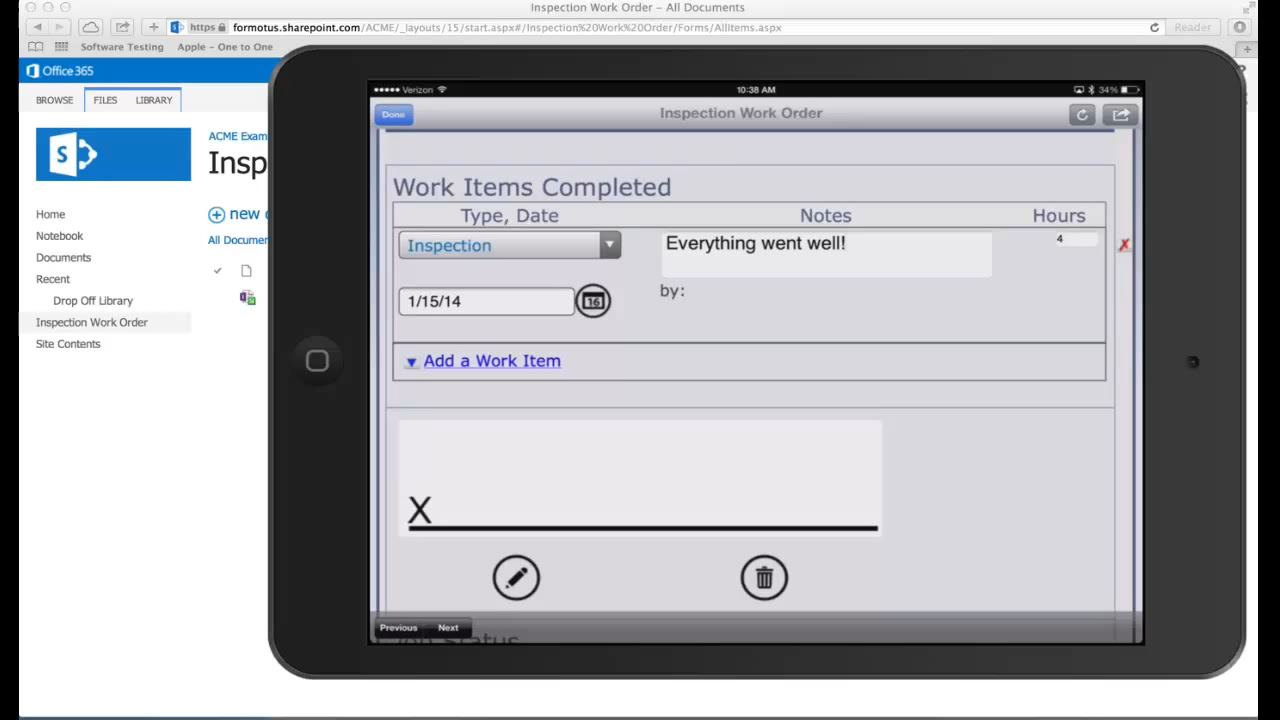 Inspection Work Order – All Documents
https formotus.sharepoint.com/ACME/_layouts/15/start.aspx#/Inspection%20Work%20Order/Forms/AllItems.aspx
Reader
Software Testing Apple – One to One
Office 365
BROWSE FILES LIBRARY
S
ACME Exam
Insp
new
All Documen
Home
Notebook
Documents
Recent
Drop Off Library
Inspection Work Order
Site Contents
Verizon 10:38 AM 34%
Done Inspection Work Order
Work Items Completed
Type, Date Notes Hours
Inspection Everything went well! 4
by:
1/15/14 16
Add a Work Item
X
Previous Next
Job Status